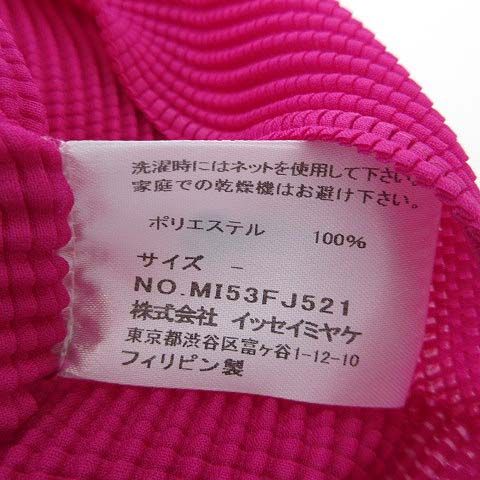 洗濯時にはネットを使用して下さい。
家庭での乾燥機はお避け下さい。
ポリエステル 100%
サイズ －
NO.MI53FJ521
株式会社 イッセイミヤケ
東京都渋谷区富ヶ谷1-12-10
フィリピン製